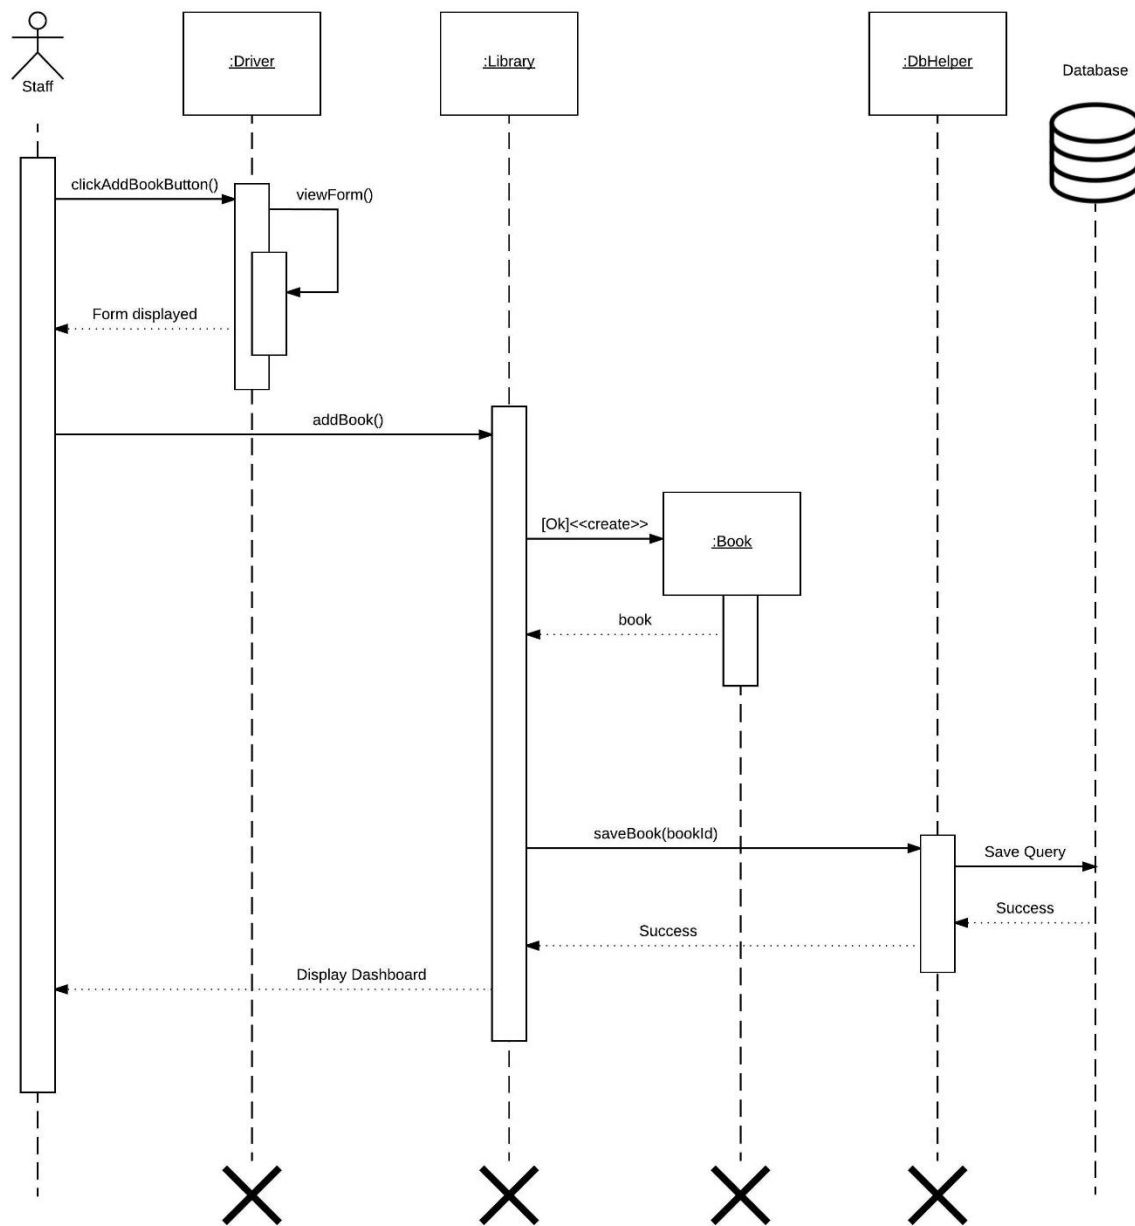 :Driver
:Library
:DbHelper
Database
Staff
clickAddBookButton()
viewForm()
Form displayed
addBook()
[Ok]<<create>>
:Book
book
saveBook(bookId)
Save Query
Success
Success
Display Dashboard